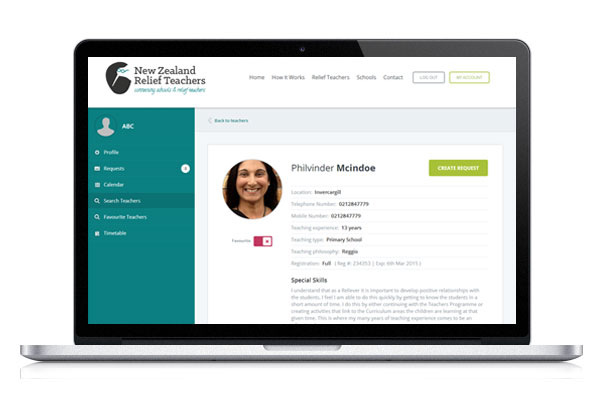 New Zealand
Relief Teachers
connecting schools & relief teachers
Home How It Works Relief Teachers Schools Contact LOG OUT MY ACCOUNT
ABC
Profile
Requests
Calendar
Search Teachers
Favourite Teachers
Timetable
Back to teachers
Philvinder Mcindoe
CREATE REQUEST
Location: Invercargill
Telephone Number: 0212847779
Mobile Number: 0212847779
Teaching experience: 13 years
Teaching type: Primary School
Teaching philosophy: Reggio
Registration: Full ( Reg #: 234353 | Exp: 6th Mar 2015 )
Favourite
Special Skills
I understand that as a Reliever it is important to develop positive relationships with
the students. I feel I am able to do this quickly by getting to know the students in a
short amount of time. I do this by either continuing with the Teachers Programme or
creating activities that link to the Curriculum areas the children are learning at that
given time. This is where my many years of teaching experience comes to be an